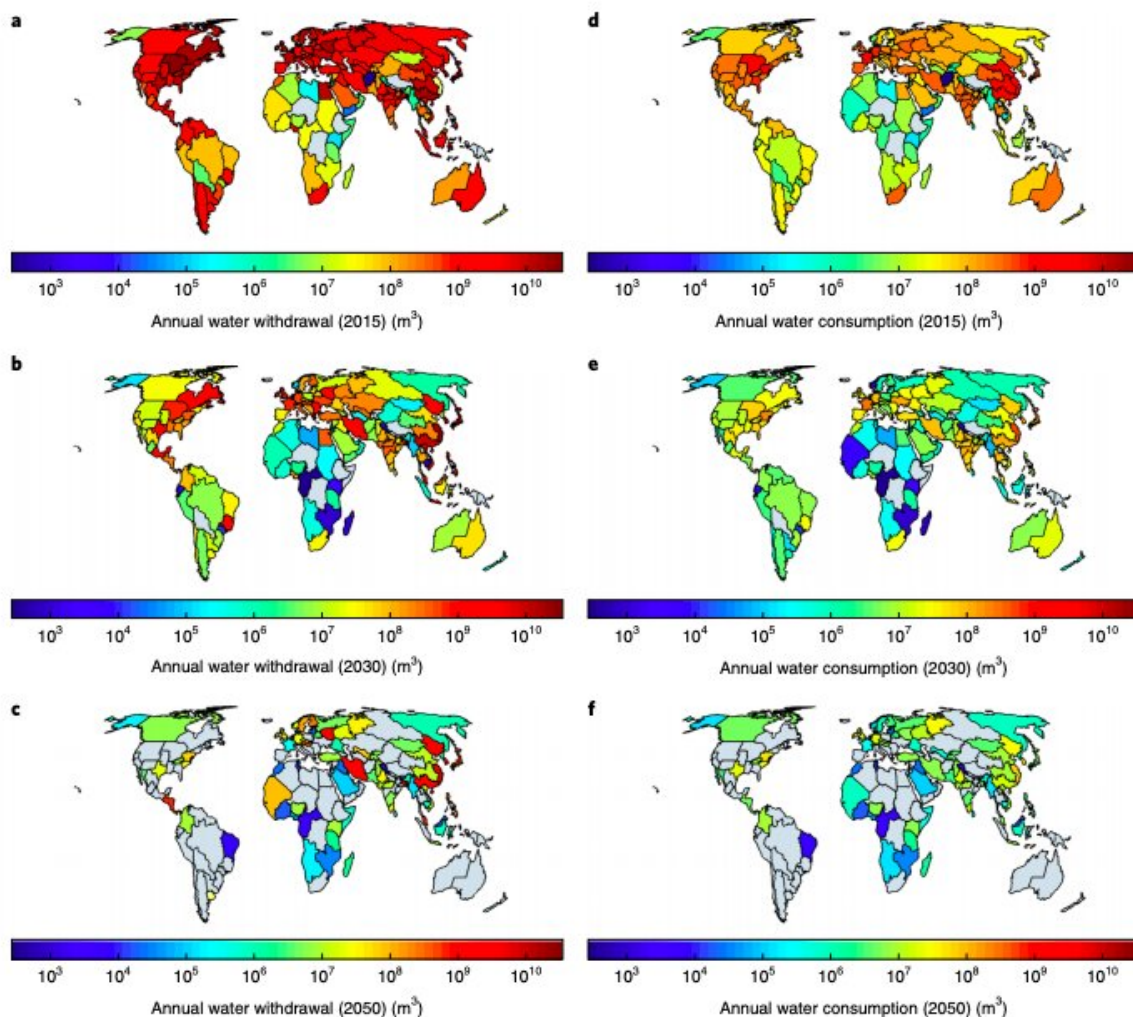 a
10³ 10⁴ 10⁵ 10⁶ 10⁷ 10⁸ 10⁹ 10¹⁰
Annual water withdrawal (2015) (m³)
d
10³ 10⁴ 10⁵ 10⁶ 10⁷ 10⁸ 10⁹ 10¹⁰
Annual water consumption (2015) (m³)
b
10³ 10⁴ 10⁵ 10⁶ 10⁷ 10⁸ 10⁹ 10¹⁰
Annual water withdrawal (2030) (m³)
e
10³ 10⁴ 10⁵ 10⁶ 10⁷ 10⁸ 10⁹ 10¹⁰
Annual water consumption (2030) (m³)
c
10³ 10⁴ 10⁵ 10⁶ 10⁷ 10⁸ 10⁹ 10¹⁰
Annual water withdrawal (2050) (m³)
f
10³ 10⁴ 10⁵ 10⁶ 10⁷ 10⁸ 10⁹ 10¹⁰
Annual water consumption (2050) (m³)